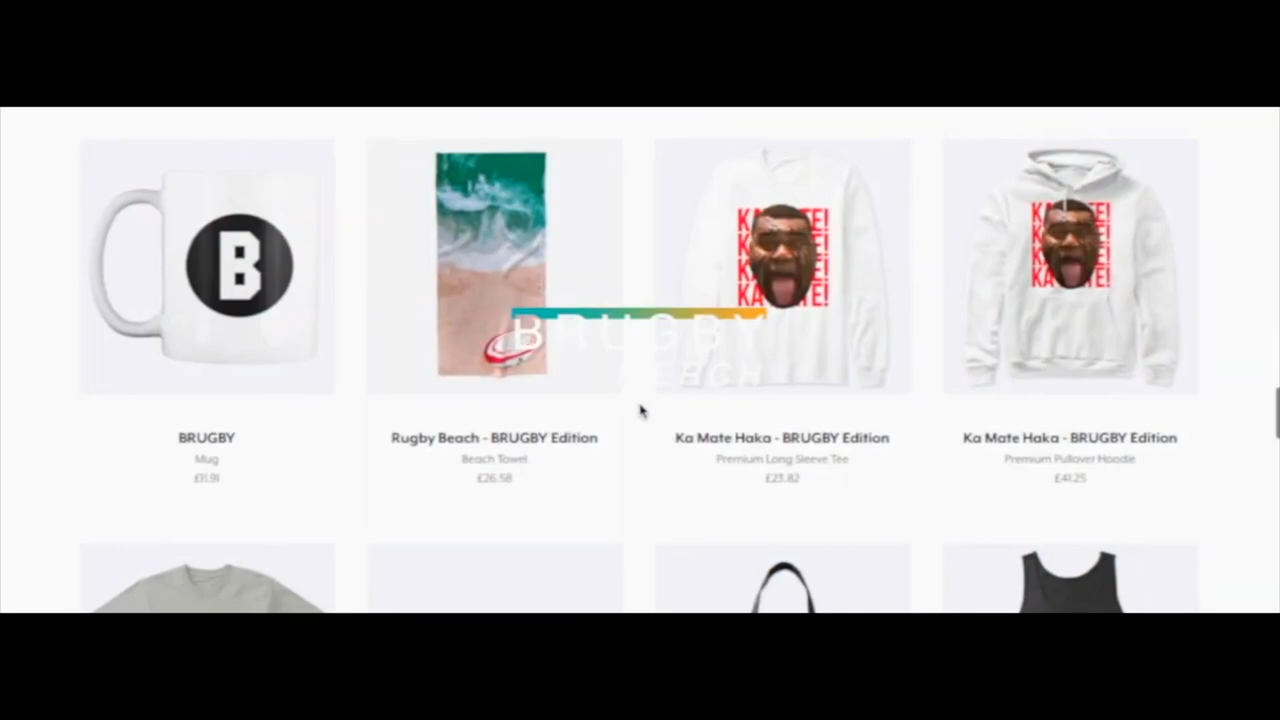 B
KA MATE!
KA MATE!
KA MATE!
KA MATE!
KA MATE!
KA MATE!
KA MATE!
KA MATE!
BRUGBY
MERCH
BRUGBY
Mug
£11.91
Rugby Beach - BRUGBY Edition
Beach Towel
£26.58
Ka Mate Haka - BRUGBY Edition
Premium Long Sleeve Tee
£23.82
Ka Mate Haka - BRUGBY Edition
Premium Pullover Hoodie
£41.25